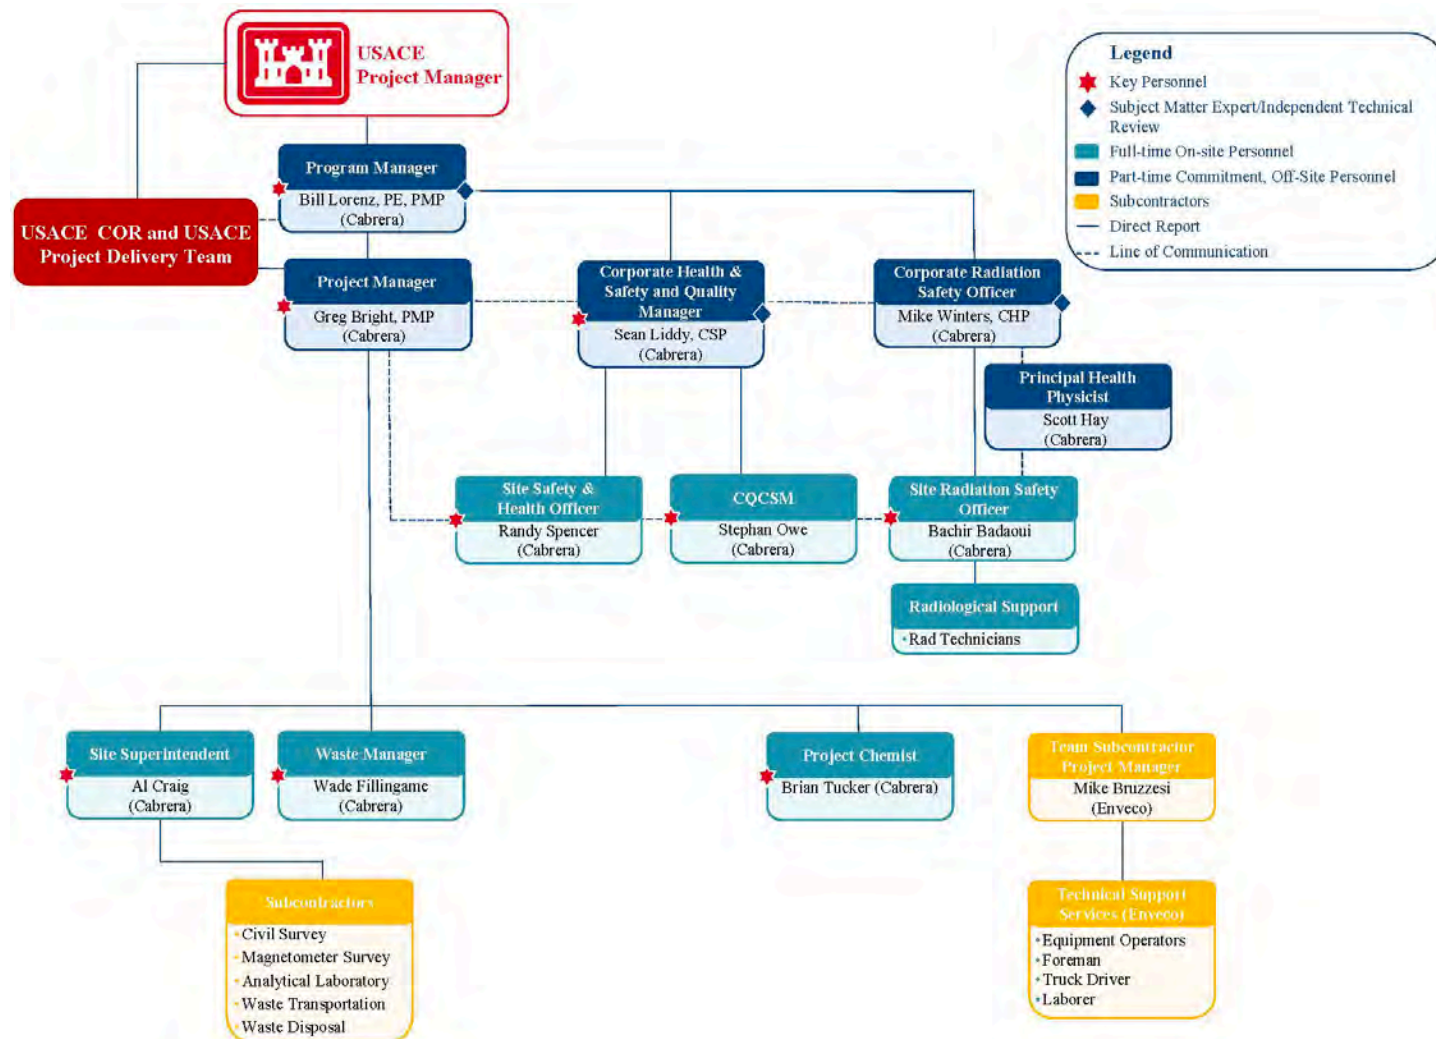 USACE
Project Manager
Legend
Key Personnel
Subject Matter Expert/Independent Technical
Review
Full-time On-site Personnel
Part-time Commitment, Off-Site Personnel
Subcontractors
Direct Report
Line of Communication
Program Manager
Bill Lorenz, PE, PMP
(Cabrera)
USACE COR and USACE
Project Delivery Team
Project Manager
Greg Bright, PMP
(Cabrera)
Corporate Health &
Safety and Quality
Manager
Sean Liddy, CSP
(Cabrera)
Corporate Radiation
Safety Officer
Mike Winters, CHP
(Cabrera)
Principal Health
Physicist
Scott Hay
(Cabrera)
Site Safety &
Health Officer
Randy Spencer
(Cabrera)
CQCSM
Stephan Owe
(Cabrera)
Site Radiation Safety
Officer
Bachir Badaoui
(Cabrera)
Radiological Support
•Rad Technicians
Site Superintendent
Al Craig
(Cabrera)
Waste Manager
Wade Fillingame
(Cabrera)
Project Chemist
Brian Tucker (Cabrera)
Team Subcontractor
Project Manager
Mike Bruzzesi
(Enveco)
Subcontractors
•Civil Survey
•Magnetometer Survey
•Analytical Laboratory
•Waste Transportation
•Waste Disposal
Technical Support
Services (Enveco)
•Equipment Operators
•Foreman
•Truck Driver
•Laborer